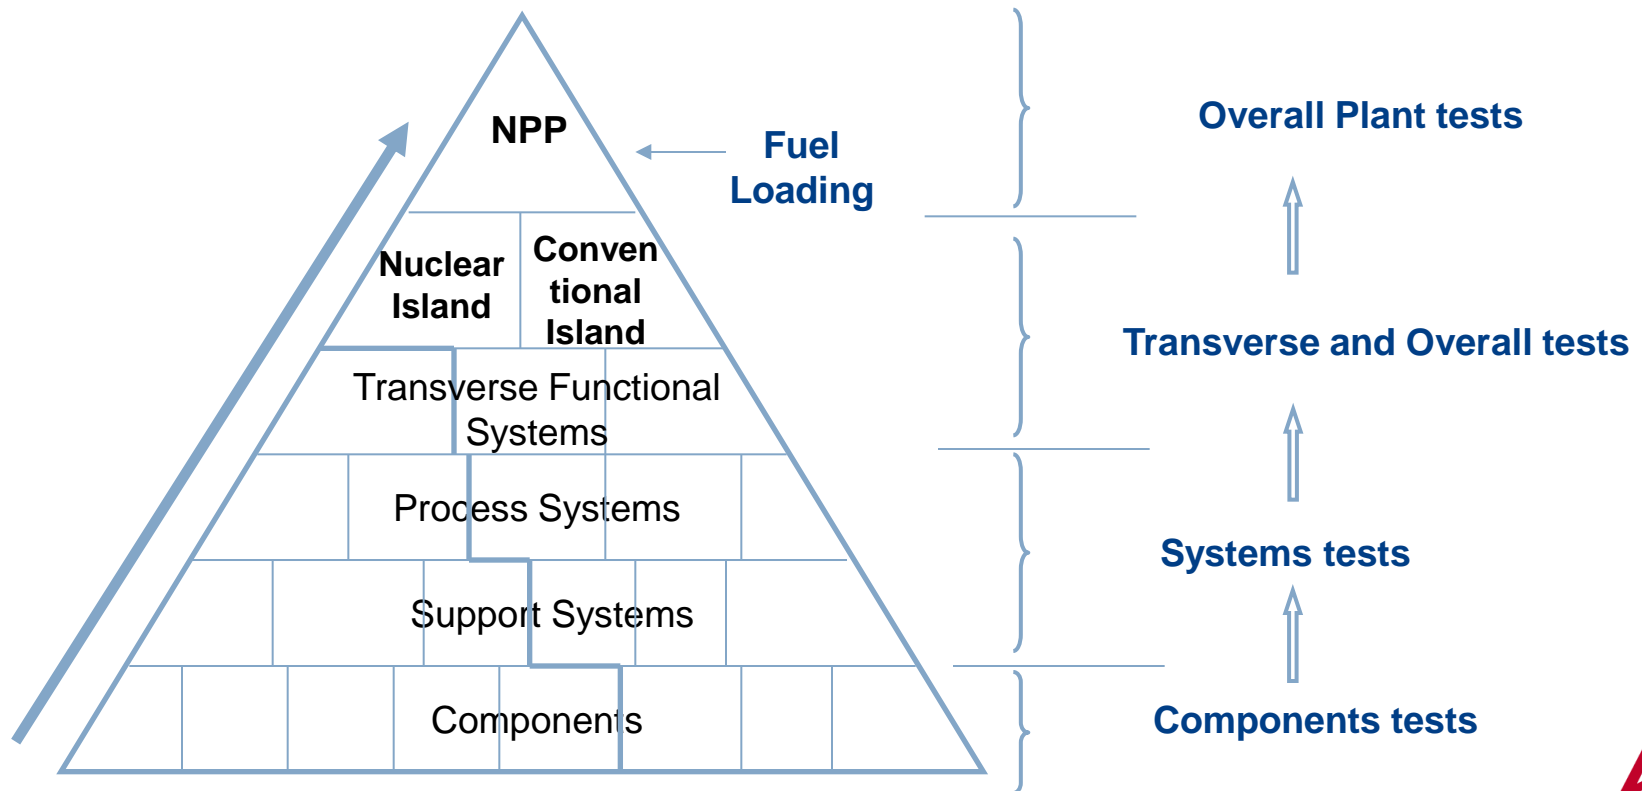 NPP
Fuel
Loading
Overall Plant tests
Nuclear
Island
Conven
tional
Island
Transverse and Overall tests
Transverse Functional
Systems
Process Systems
Systems tests
Support Systems
Components
Components tests